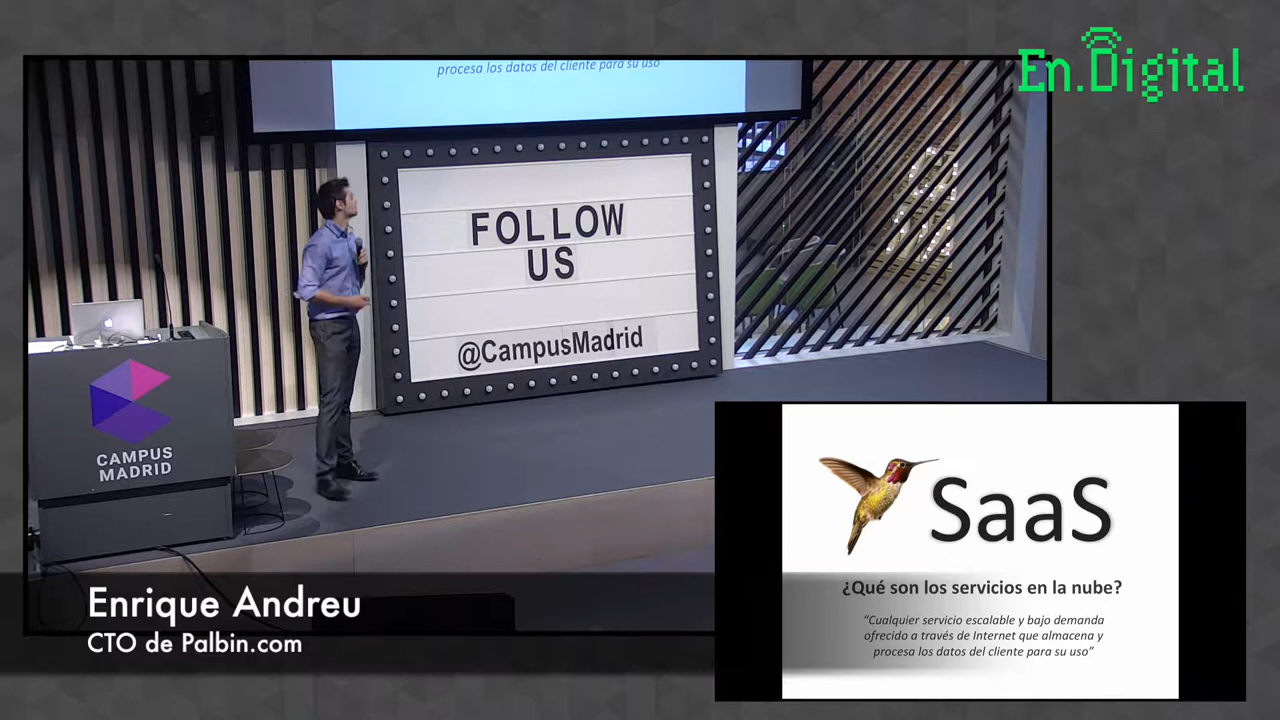 En.Digital
procesa los datos del cliente para su uso
FOLLOW
US
@CampusMadrid
CAMPUS
MADRID
SaaS
¿Qué son los servicios en la nube?
“Cualquier servicio escalable y bajo demanda
ofrecido a través de Internet que almacena y
procesa los datos del cliente para su uso”
Enrique Andreu
CTO de Palbin.com